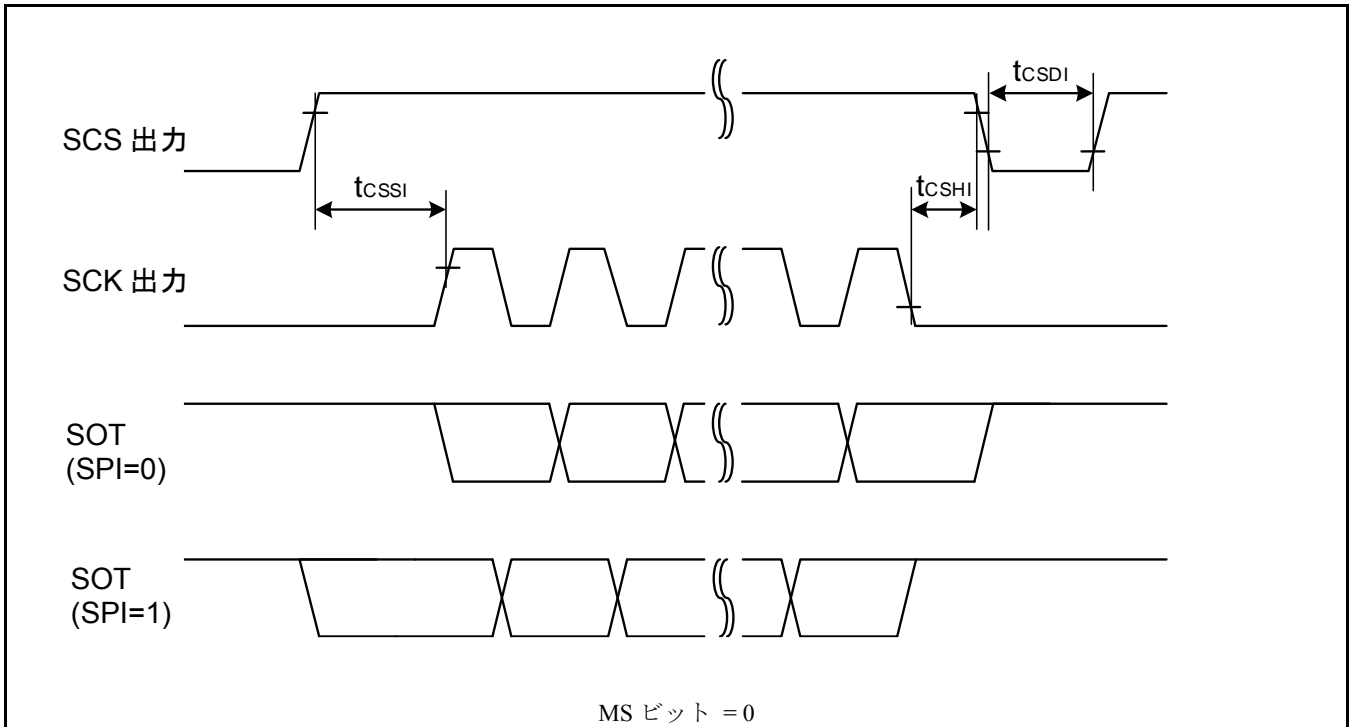 tCSDI
SCS 出力
tCSSI
tCSHI
SCK 出力
SOT
(SPI=0)
SOT
(SPI=1)
MS ビット = 0